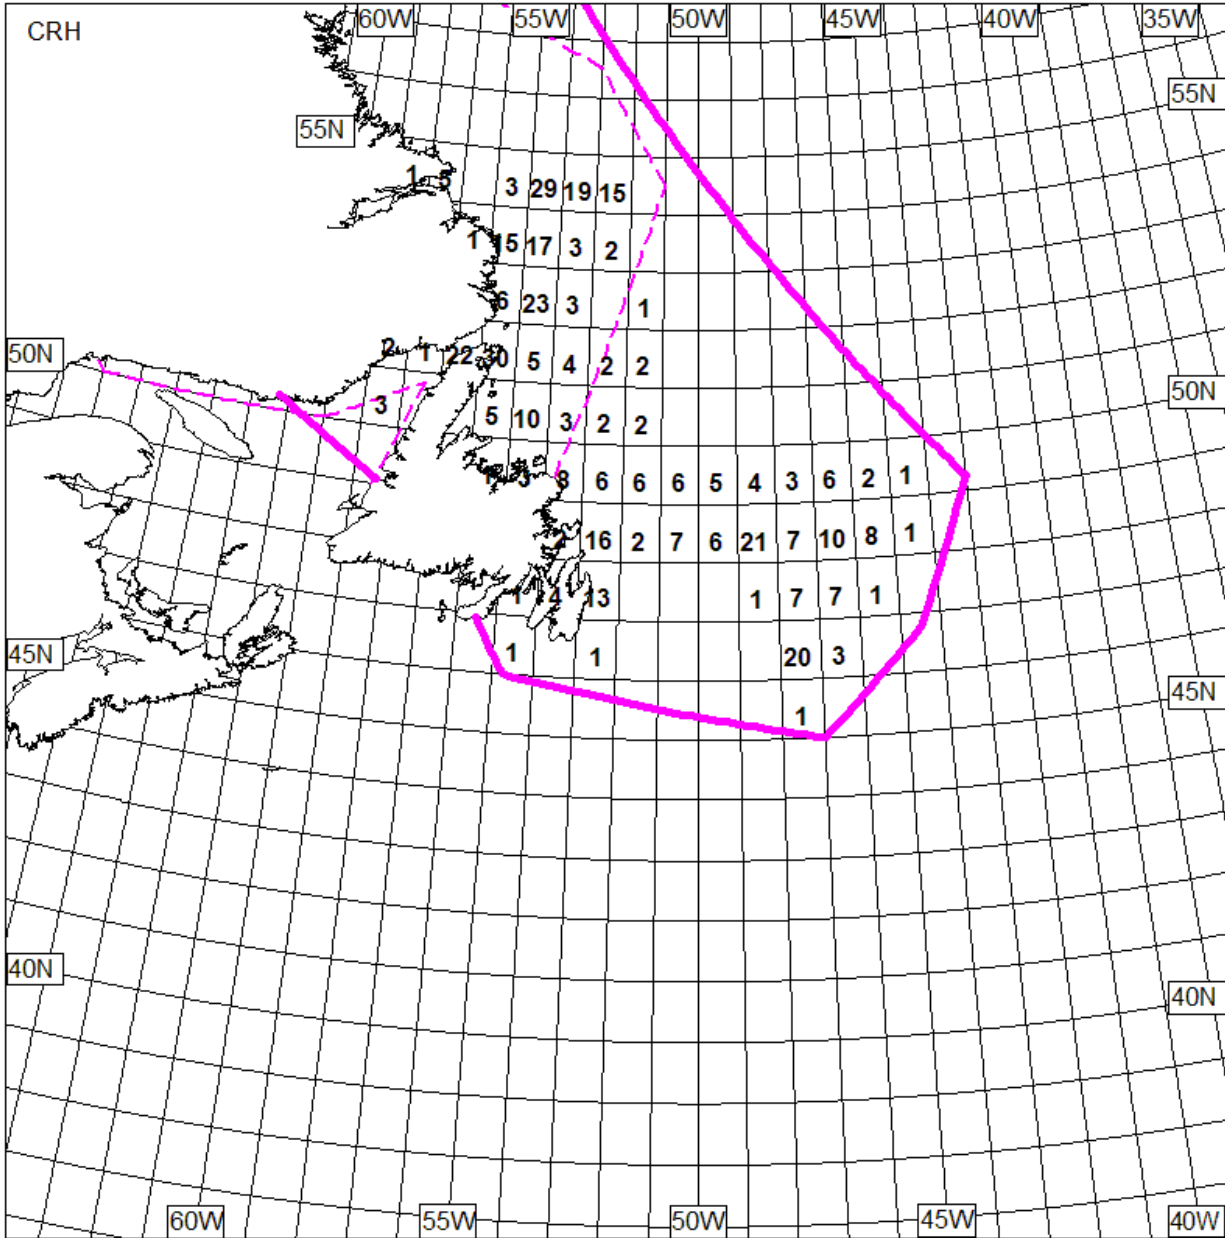 60W 55W 50W 45W 40W 35W
CRH
55N
55N
1 5 3 29 19 15
1 15 17 3 2
6 23 3 1
50N 2 1 22 30 5 4 2 2
50N
3 5 10 3 2 2
1 3 8 6 6 6 5 4 3 6 2 1
16 2 7 6 21 7 10 8 1
1 4 13 1 7 7 1
45N 1 1 20 3
45N
1
40N
40N
60W 55W 50W 45W 40W